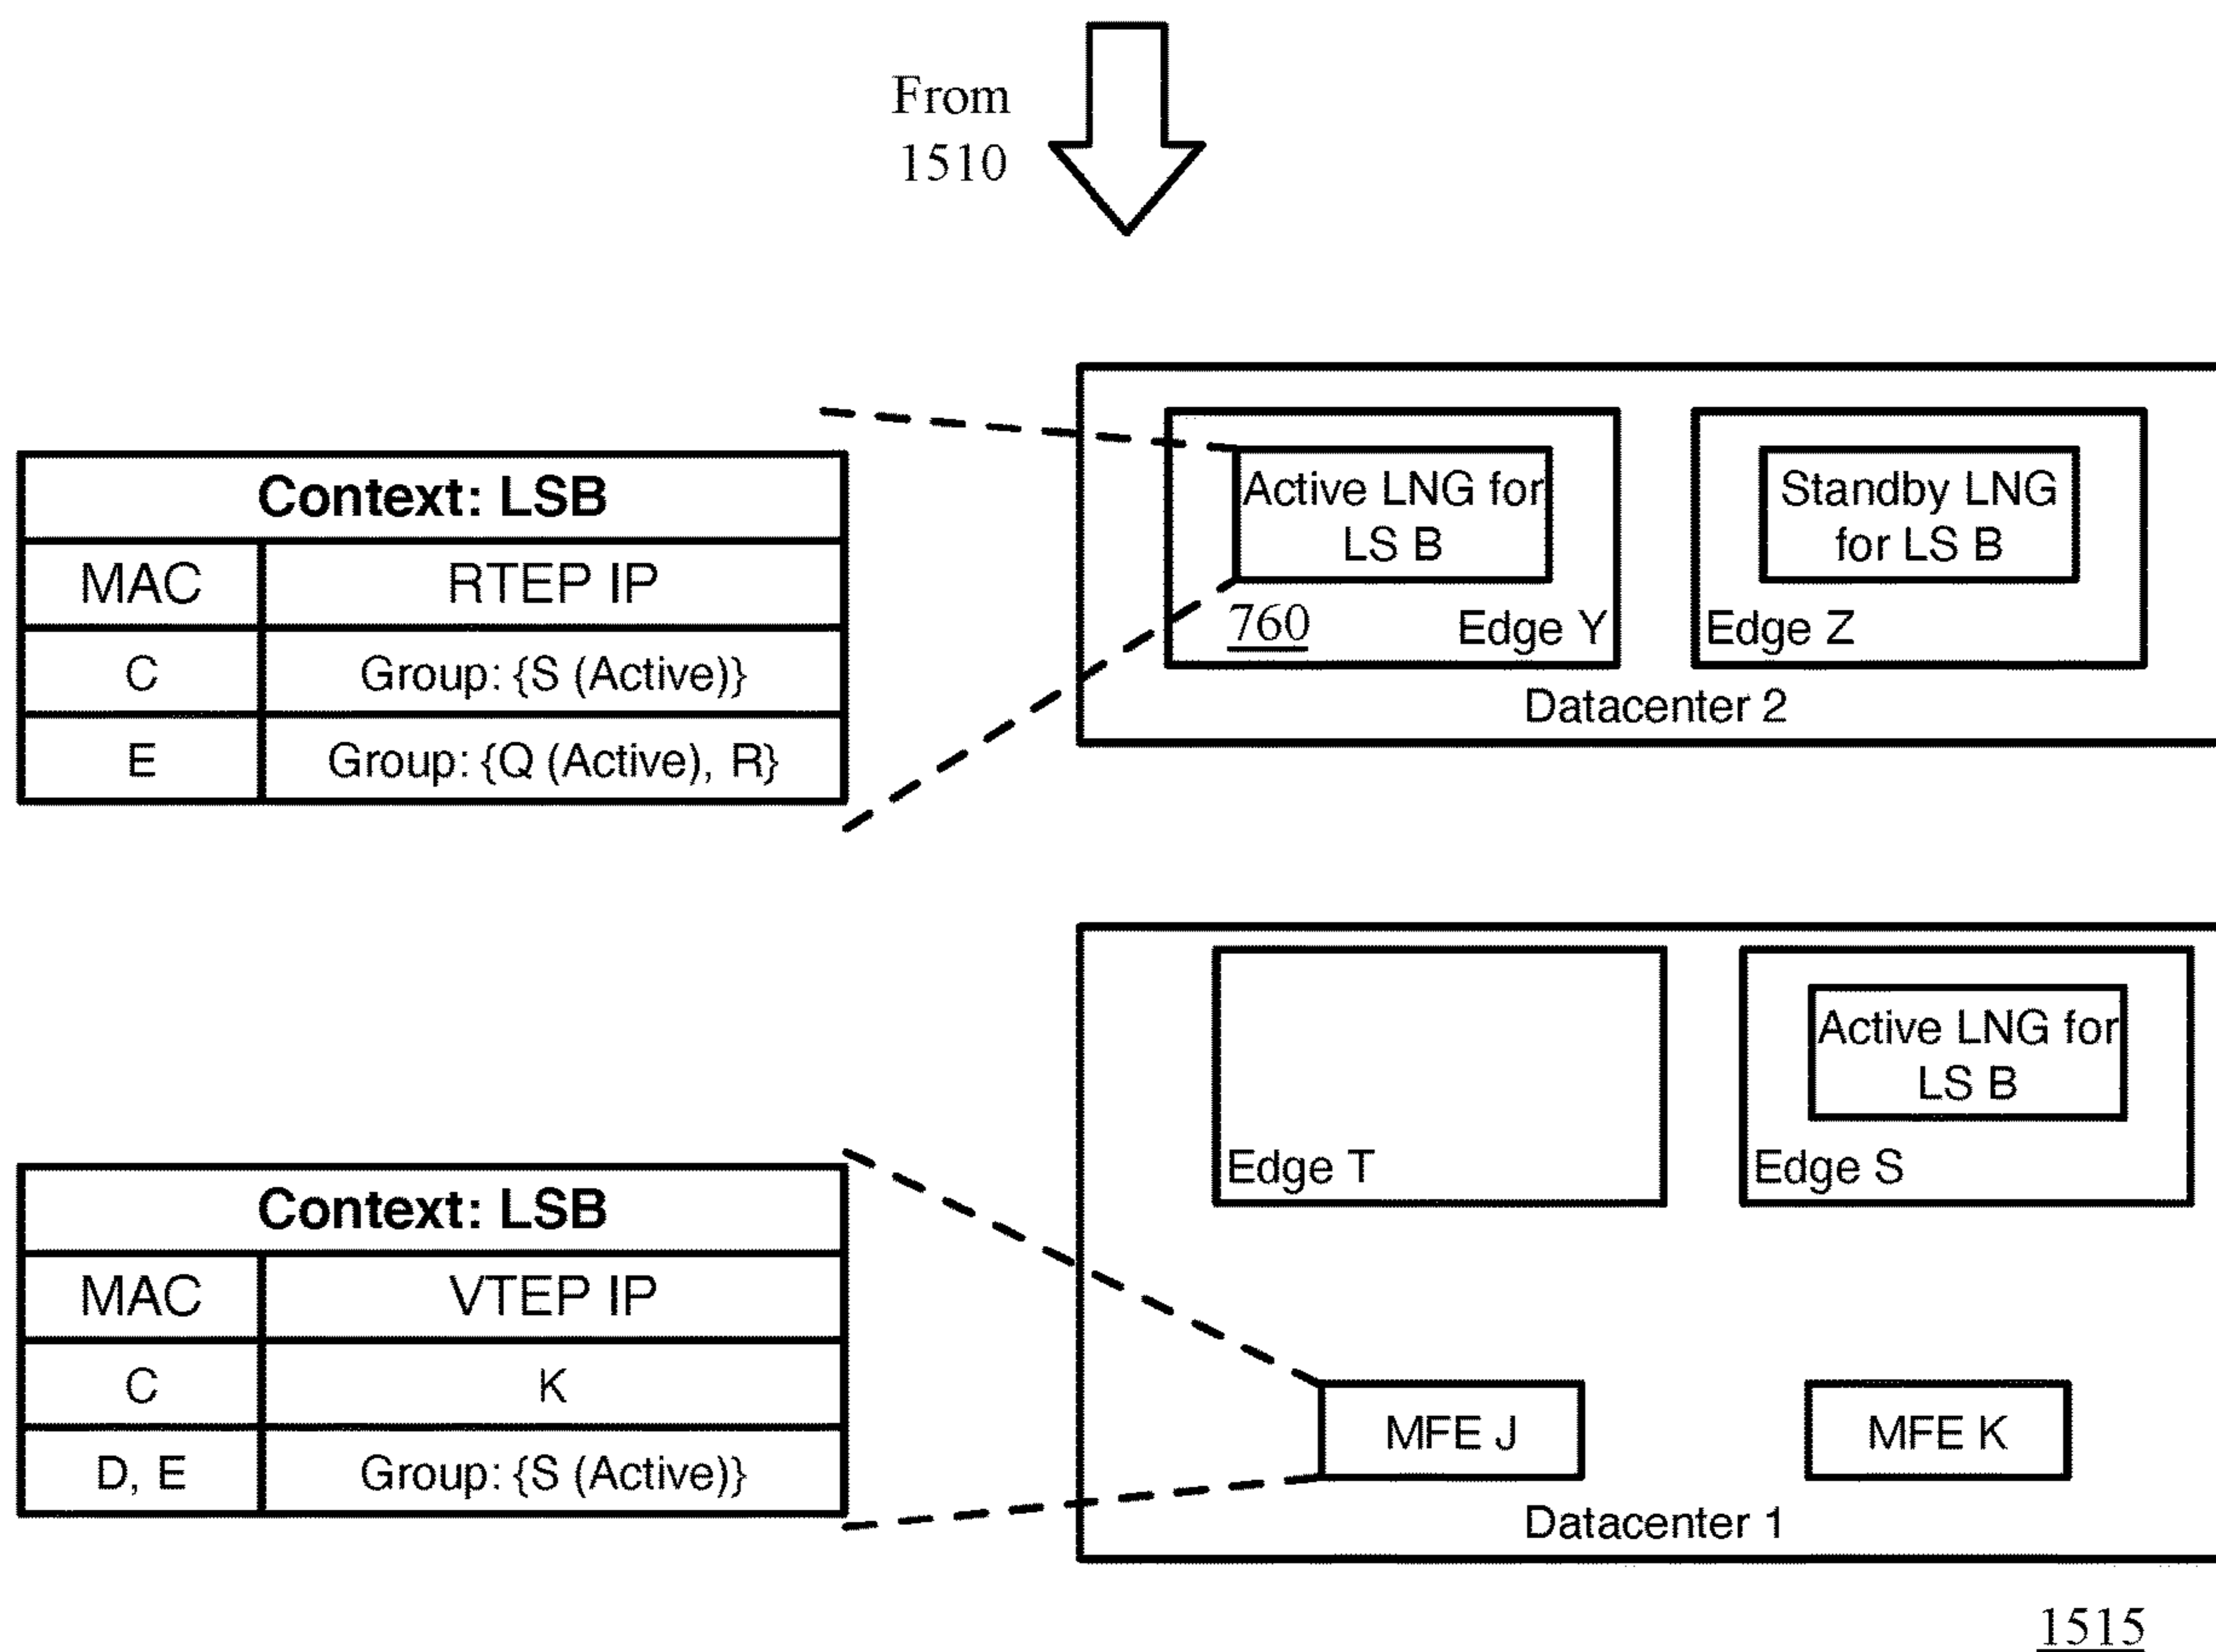 From
1510
Context: LSB
MAC RTEP IP
C Group: {S (Active)}
E Group: {Q (Active), R}
Active LNG for
LS B
760 Edge Y
Standby LNG
for LS B
Edge Z
Datacenter 2
Context: LSB
MAC VTEP IP
C K
D, E Group: {S (Active)}
Edge T
Active LNG for
LS B
Edge S
MFE J
MFE K
Datacenter 1
1515